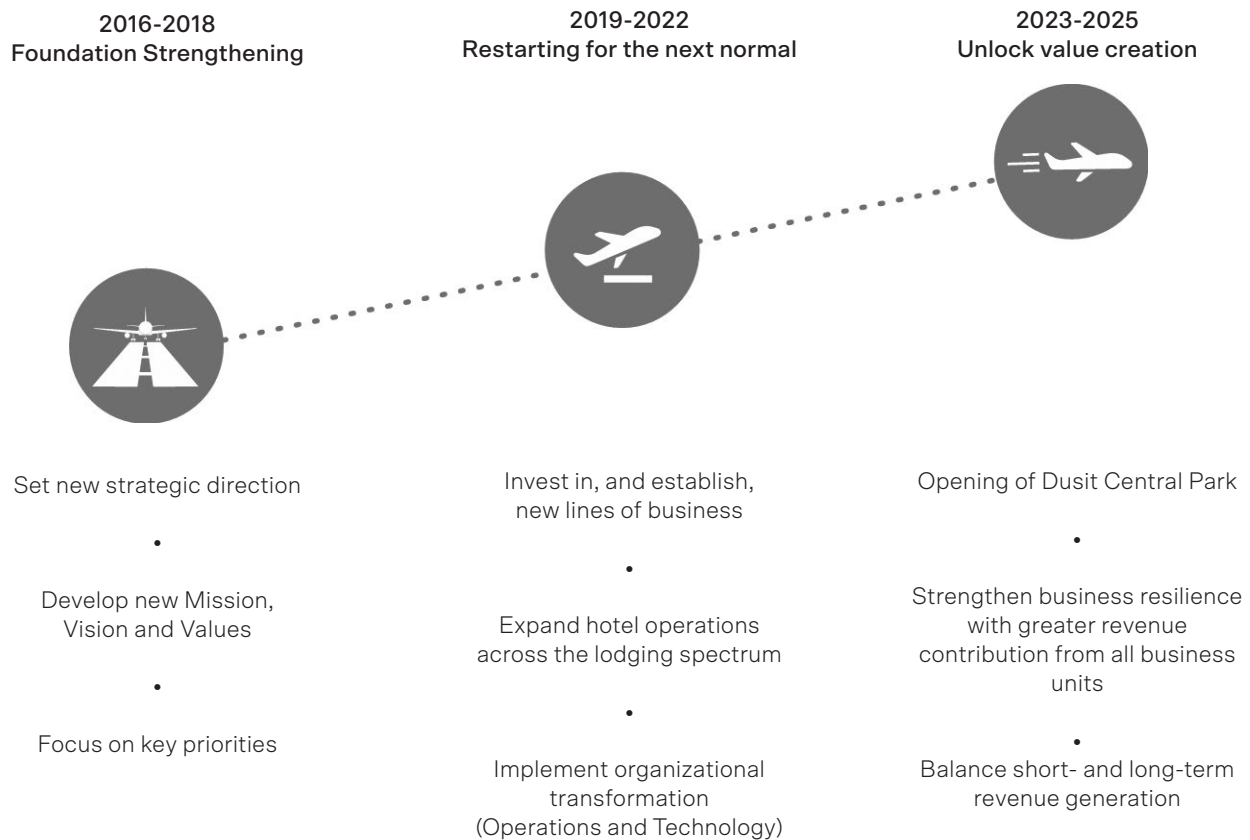 2016-2018
Foundation Strengthening
2019-2022
Restarting for the next normal
2023-2025
Unlock value creation
Set new strategic direction
•
Develop new Mission,
Vision and Values
•
Focus on key priorities
Invest in, and establish,
new lines of business
•
Expand hotel operations
across the lodging spectrum
•
Implement organizational
transformation
(Operations and Technology)
Opening of Dusit Central Park
•
Strengthen business resilience
with greater revenue
contribution from all business
units
•
Balance short- and long-term
revenue generation